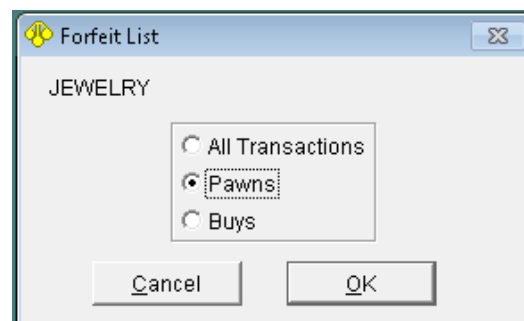 Forfeit List
JEWELRY
All Transactions
Pawns
Buys
Cancel OK